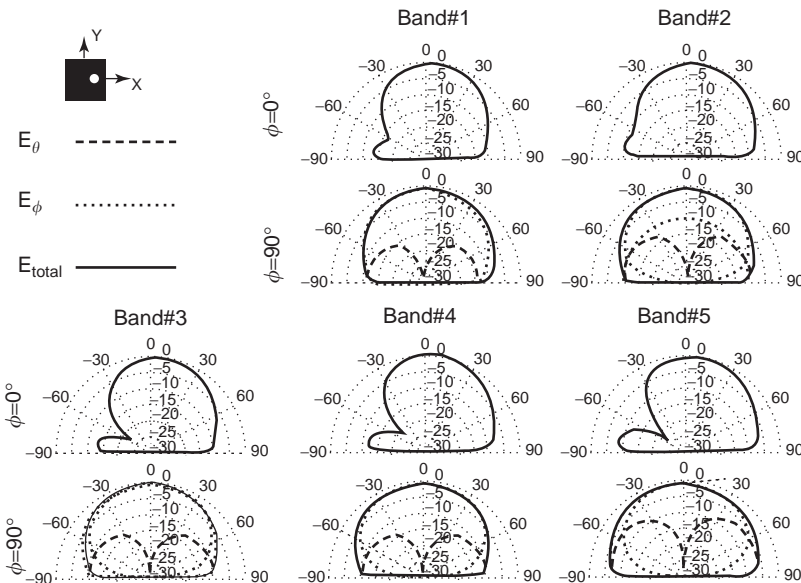 Band#1 Band#2
Y
X
E_θ
E_ϕ
E_total
ϕ=0°
–90 –60 –30 0 30 60 90
0 –5 –10 –15 –20 –25 –30
–90 –60 –30 0 30 60 90
0 –5 –10 –15 –20 –25 –30
ϕ=90°
–90 –60 –30 0 30 60 90
0 –5 –10 –15 –20 –25 –30
–90 –60 –30 0 30 60 90
0 –5 –10 –15 –20 –25 –30
Band#3 Band#4 Band#5
ϕ=0°
–90 –60 –30 0 30 60 90
0 –5 –10 –15 –20 –25 –30
–90 –60 –30 0 30 60 90
0 –5 –10 –15 –20 –25 –30
–90 –60 –30 0 30 60 90
0 –5 –10 –15 –20 –25 –30
ϕ=90°
–90 –60 –30 0 30 60 90
0 –5 –10 –15 –20 –25 –30
–90 –60 –30 0 30 60 90
0 –5 –10 –15 –20 –25 –30
–90 –60 –30 0 30 60 90
0 –5 –10 –15 –20 –25 –30